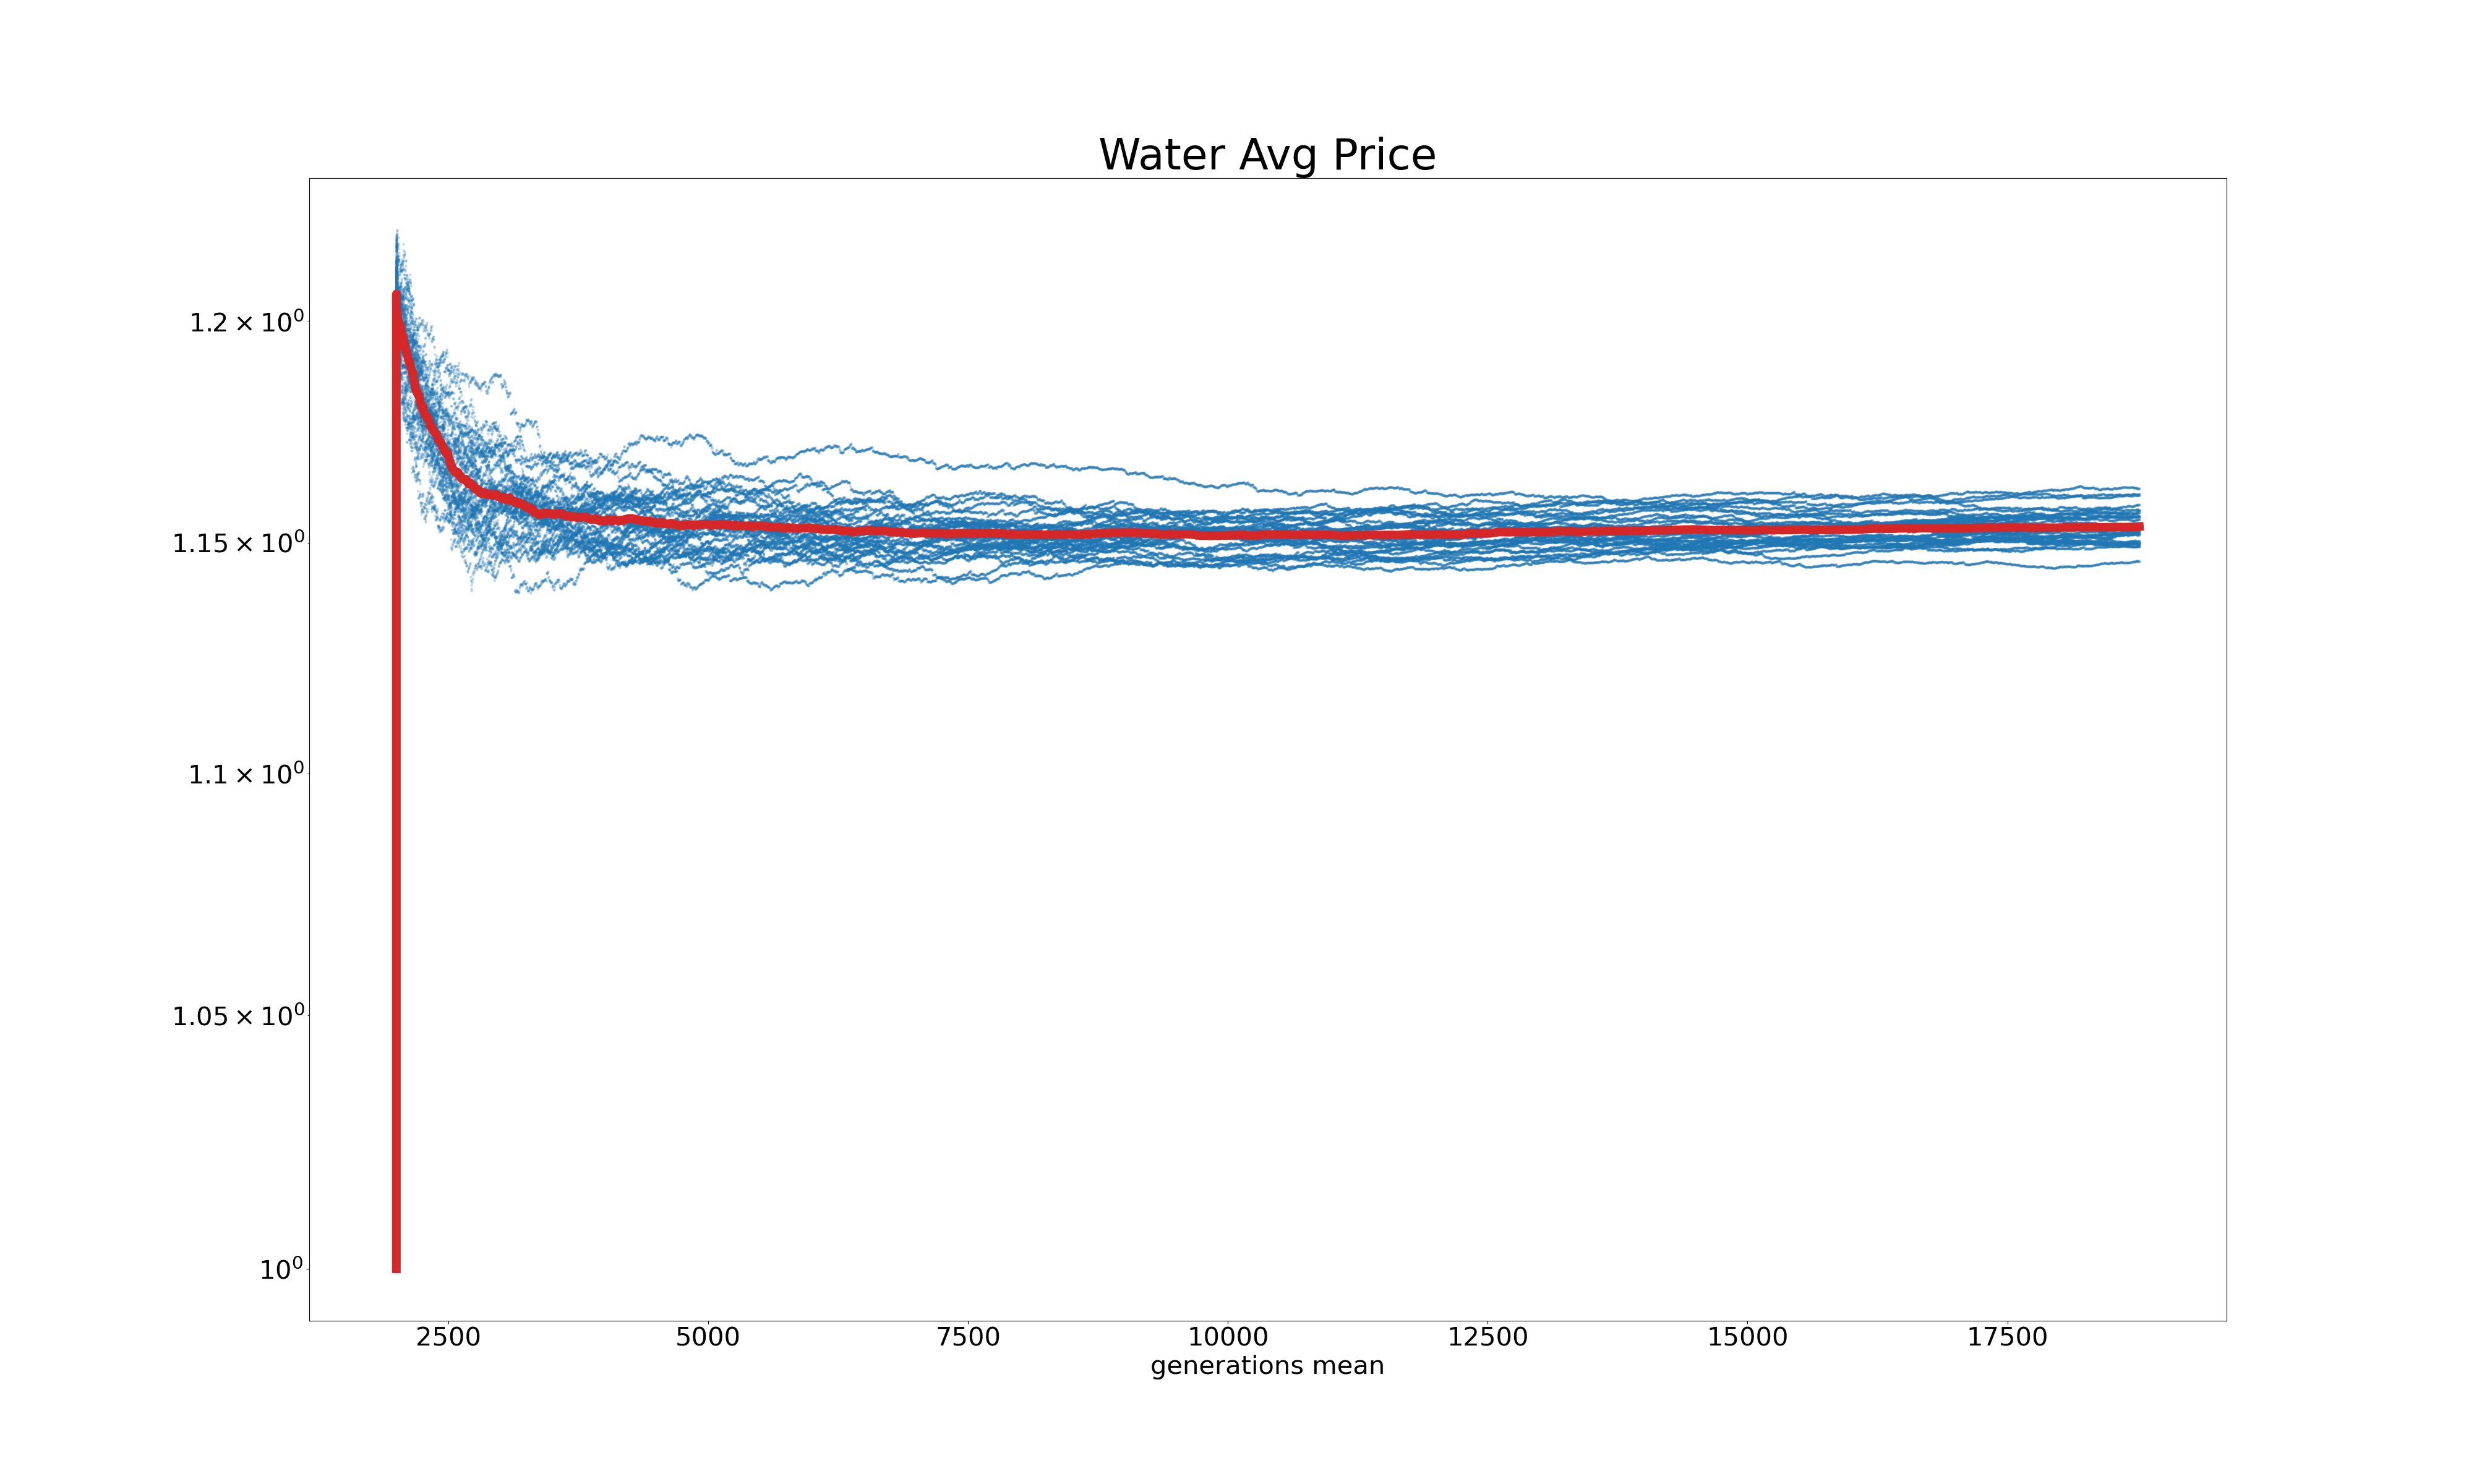 Water Avg Price
1.2 × 10⁰
1.15 × 10⁰
1.1 × 10⁰
1.05 × 10⁰
10⁰
2500 5000 7500 10000 12500 15000 17500
generations mean